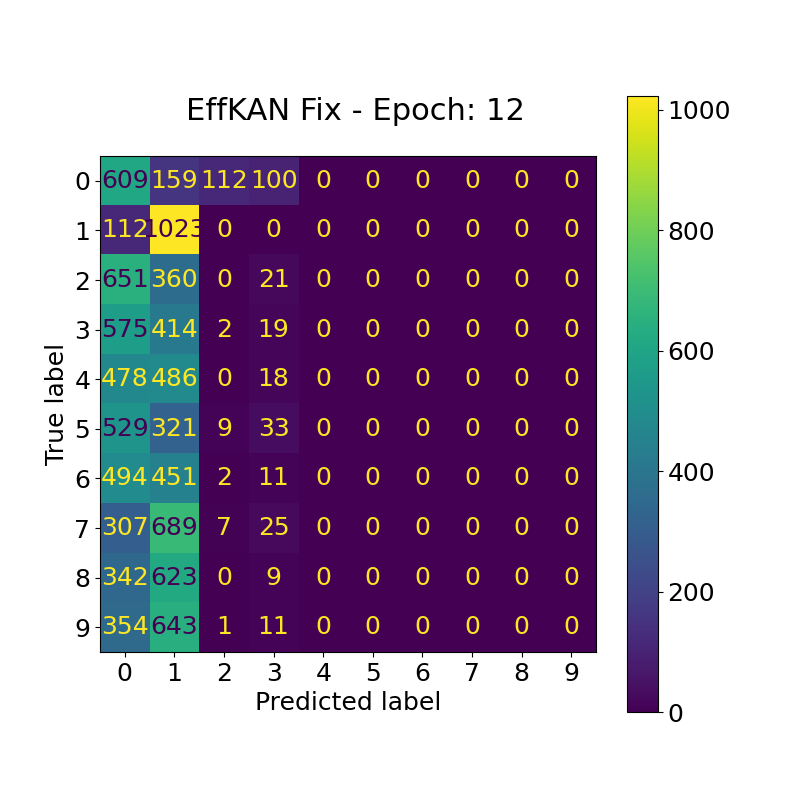 EffKAN Fix - Epoch: 12
1000
800
600
400
200
0
True label
0 609 159 112 100 0 0 0 0 0 0
1 112 1023 0 0 0 0 0 0 0 0
2 651 360 0 21 0 0 0 0 0 0
3 575 414 2 19 0 0 0 0 0 0
4 478 486 0 18 0 0 0 0 0 0
5 529 321 9 33 0 0 0 0 0 0
6 494 451 2 11 0 0 0 0 0 0
7 307 689 7 25 0 0 0 0 0 0
8 342 623 0 9 0 0 0 0 0 0
9 354 643 1 11 0 0 0 0 0 0
0 1 2 3 4 5 6 7 8 9
Predicted label